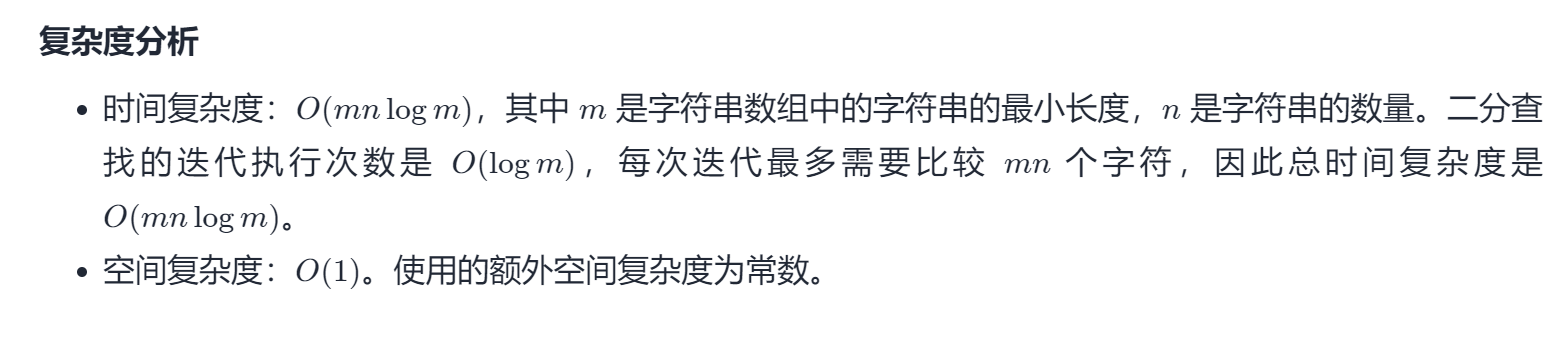 复杂度分析
• 时间复杂度：O(mn log m)，其中 m 是字符串数组中的字符串的最小长度，n 是字符串的数量。二分查
找的迭代执行次数是 O(log m)，每次迭代最多需要比较 mn 个字符，因此总时间复杂度是
O(mn log m)。
• 空间复杂度：O(1)。使用的额外空间复杂度为常数。